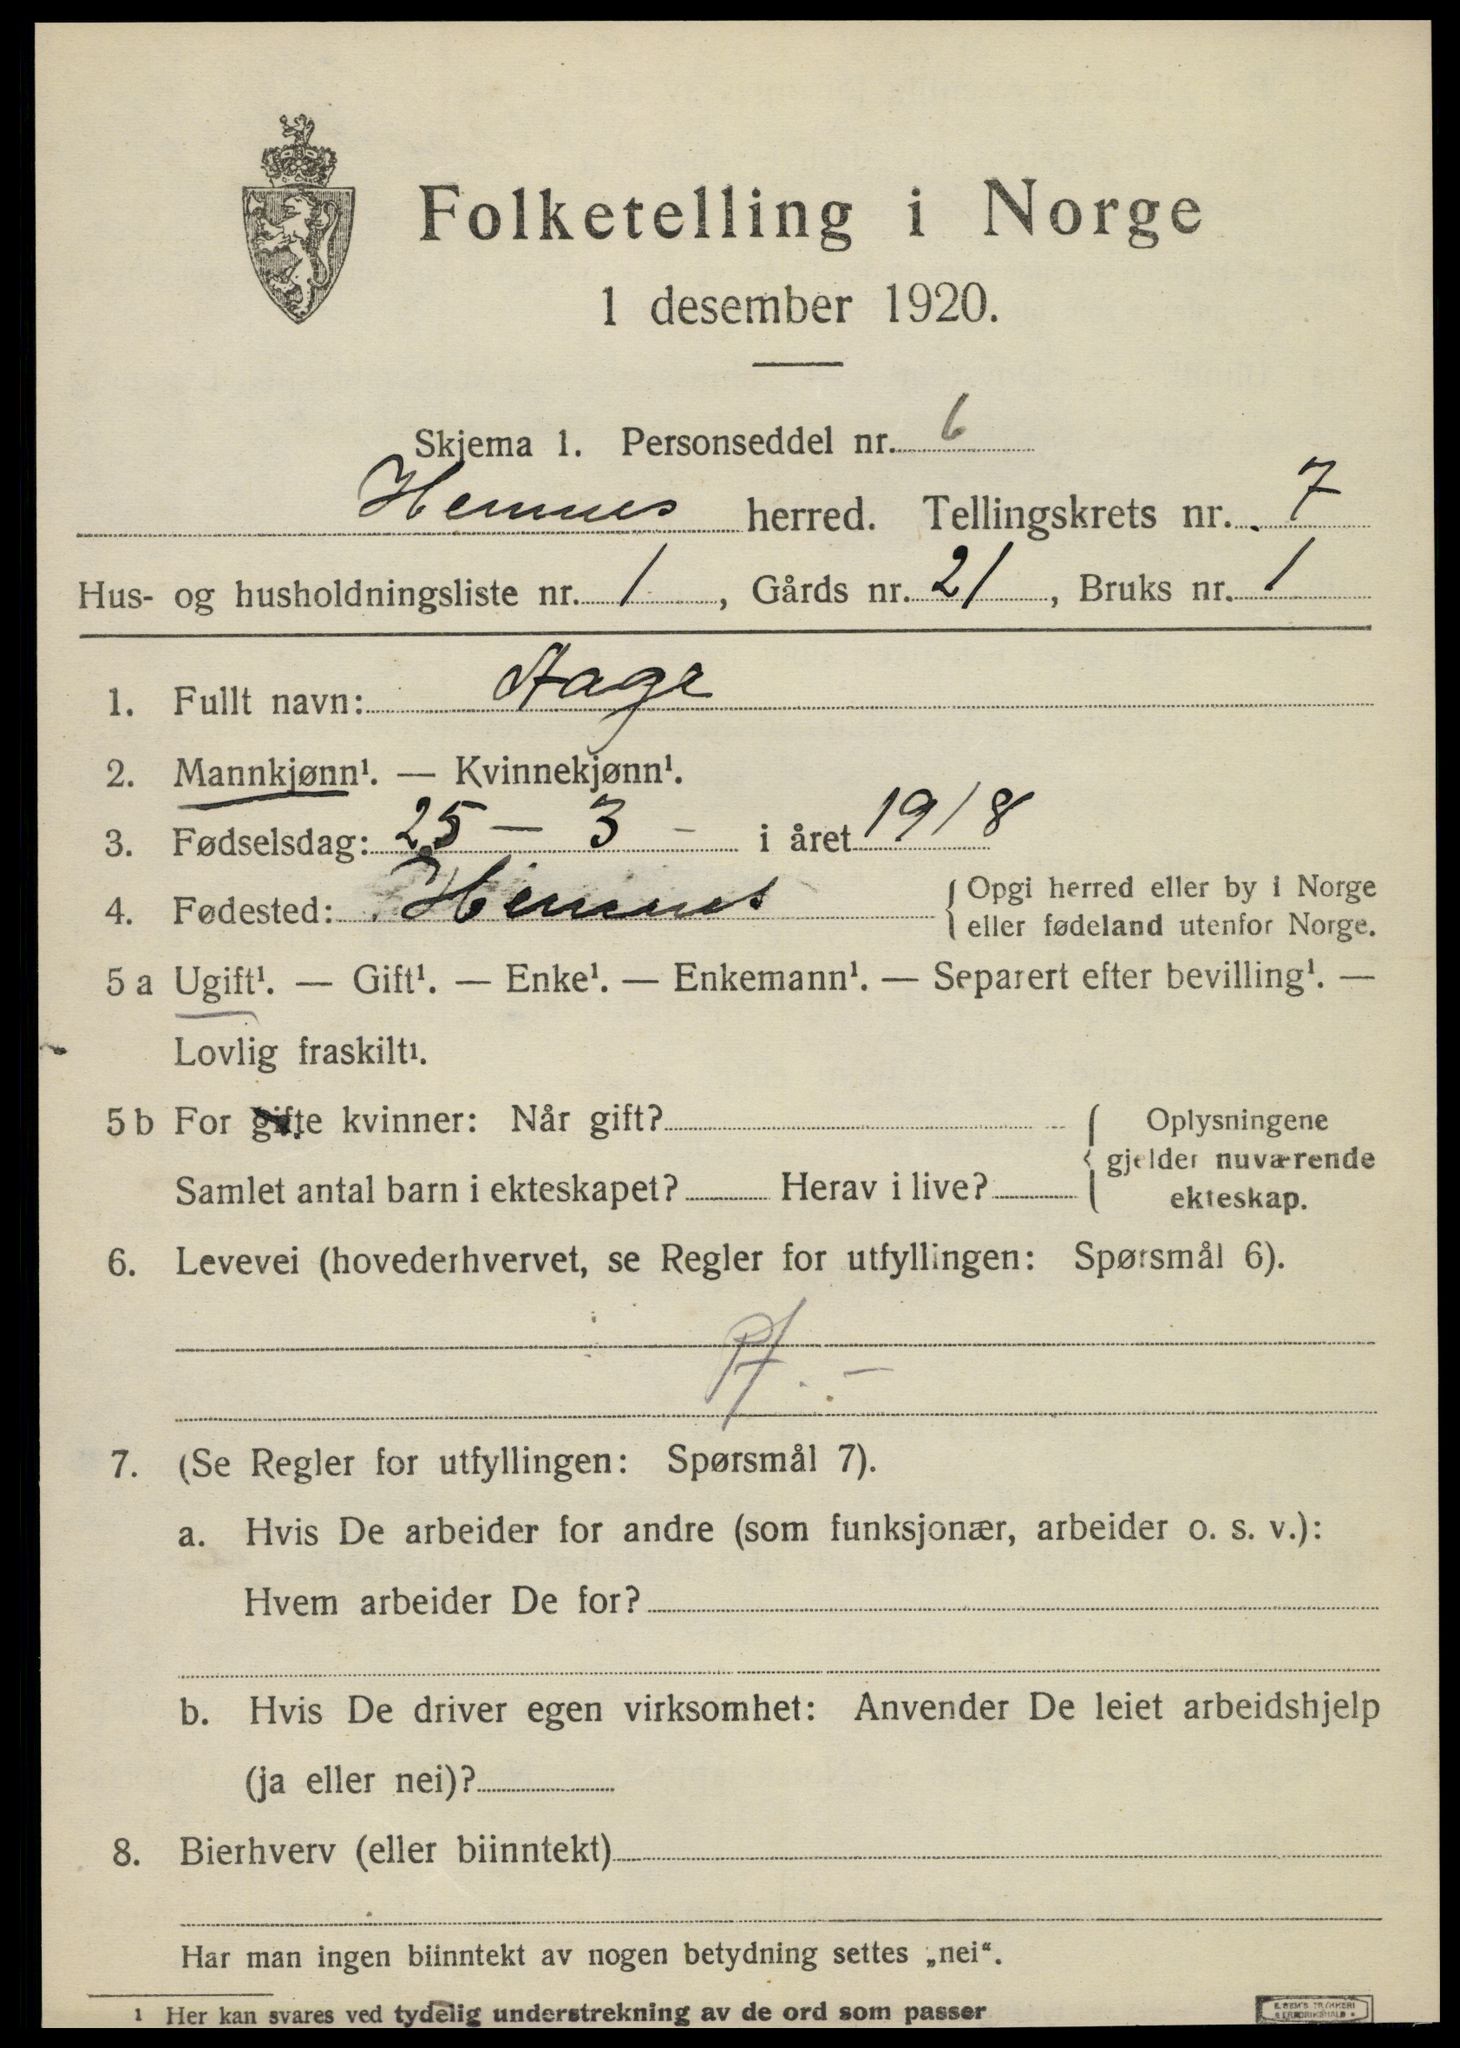 Folketelling i Norge
1 desember 1920.
Skjema 1. Personseddel nr. 6
Hemnes herred. Tellingskrets nr. 7
Hus- og husholdningsliste nr. 1, Gårds nr. 21, Bruks nr. 1
1. Fullt navn: Aage
2. Mannkjønn¹. — Kvinnekjønn¹.
3. Fødselsdag: 25 – 3 – i året 1918
4. Fødested: Hemnes {Opgi herred eller by i Norge
eller fødeland utenfor Norge.
5 a Ugift¹. — Gift¹. — Enke¹. — Enkemann¹. — Separert efter bevilling¹. —
Lovlig fraskilt¹.
5 b For gifte kvinner: Når gift?
Samlet antal barn i ekteskapet? Herav i live?
{Oplysningene
gjelder nuværende
ekteskap.
6. Levevei (hovederhvervet, se Regler for utfyllingen: Spørsmål 6).
7. (Se Regler for utfyllingen: Spørsmål 7).
a. Hvis De arbeider for andre (som funksjonær, arbeider o. s. v.):
Hvem arbeider De for?
b. Hvis De driver egen virksomhet: Anvender De leiet arbeidshjelp
(ja eller nei)?
8. Bierhverv (eller biinntekt)
Har man ingen biinntekt av nogen betydning settes „nei“.
¹ Her kan svares ved tydelig understrekning av de ord som passer